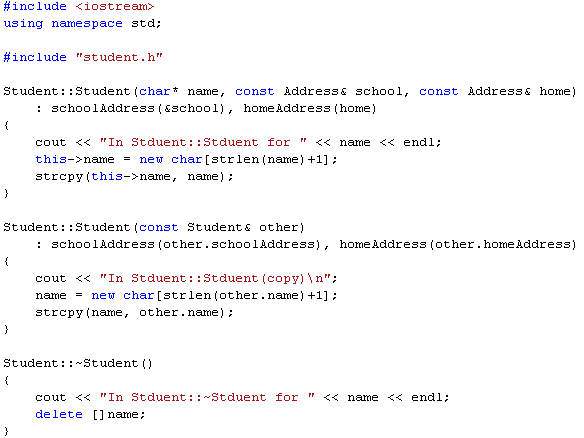 #include <iostream>
using namespace std;
#include "student.h"
Student::Student(char* name, const Address& school, const Address& home)
    : schoolAddress(&school), homeAddress(home)
{
    cout << "In Stduent::Stduent for " << name << endl;
    this->name = new char[strlen(name)+1];
    strcpy(this->name, name);
}
Student::Student(const Student& other)
    : schoolAddress(other.schoolAddress), homeAddress(other.homeAddress)
{
    cout << "In Stduent::Stduent(copy)\n";
    name = new char[strlen(other.name)+1];
    strcpy(name, other.name);
}
Student::~Student()
{
    cout << "In Stduent::~Stduent for " << name << endl;
    delete []name;
}